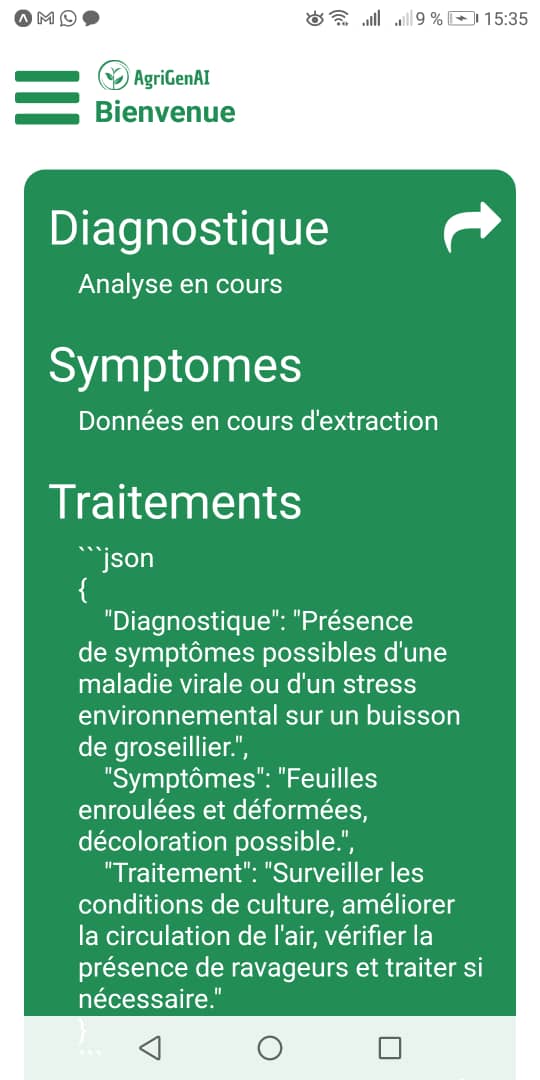 9 % 15:35
AgriGenAI
Bienvenue
Diagnostique
Analyse en cours
Symptomes
Données en cours d'extraction
Traitements
```json
{
"Diagnostique": "Présence
de symptômes possibles d'une
maladie virale ou d'un stress
environnemental sur un buisson
de groseillier.",
"Symptômes": "Feuilles
enroulées et déformées,
décoloration possible.",
"Traitement": "Surveiller les
conditions de culture, améliorer
la circulation de l'air, vérifier la
présence de ravageurs et traiter si
nécessaire."
}
```